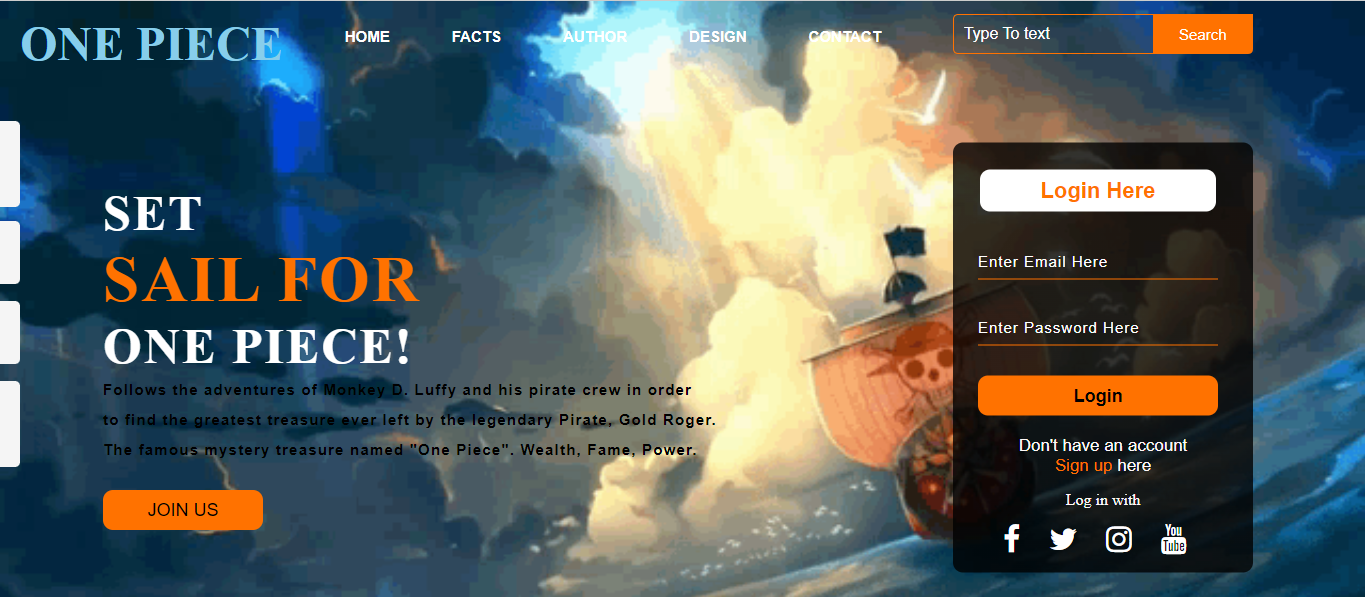 ONE PIECE
HOME FACTS AUTHOR DESIGN CONTACT
Type To text Search
SET
SAIL FOR
ONE PIECE!
Follows the adventures of Monkey D. Luffy and his pirate crew in order
to find the greatest treasure ever left by the legendary Pirate, Gold Roger.
The famous mystery treasure named "One Piece". Wealth, Fame, Power.
JOIN US
Login Here
Enter Email Here
Enter Password Here
Login
Don't have an account
Sign up here
Log in with
You
Tube